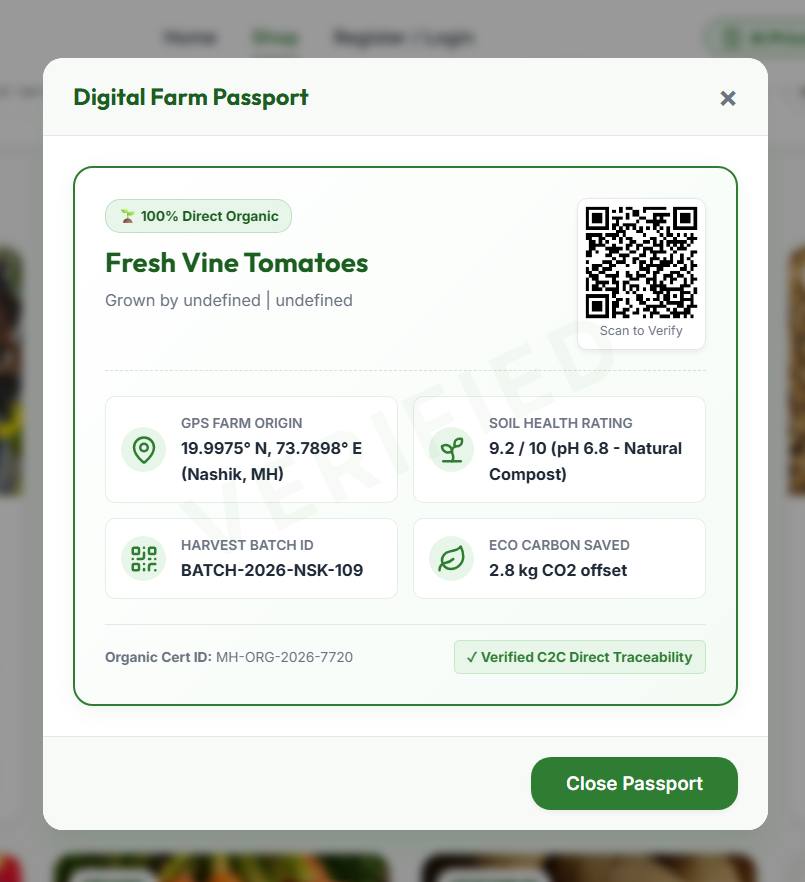 Home Shop Register / Login
Digital Farm Passport
100% Direct Organic
Fresh Vine Tomatoes
Grown by undefined | undefined
Scan to Verify
VERIFIED
GPS FARM ORIGIN
19.9975° N, 73.7898° E
(Nashik, MH)
SOIL HEALTH RATING
9.2 / 10 (pH 6.8 - Natural
Compost)
HARVEST BATCH ID
BATCH-2026-NSK-109
ECO CARBON SAVED
2.8 kg CO2 offset
Organic Cert ID: MH-ORG-2026-7720
✓ Verified C2C Direct Traceability
Close Passport